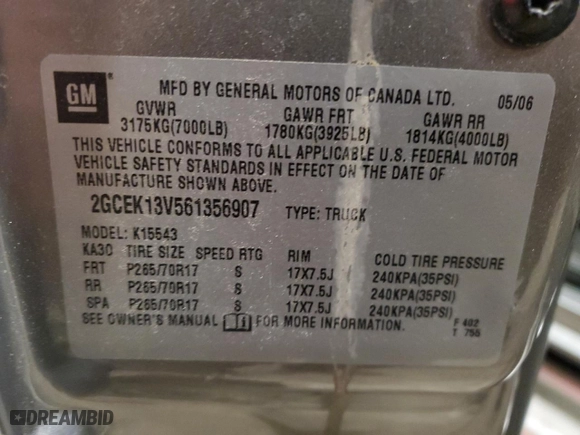 GM
MFD BY GENERAL MOTORS OF CANADA LTD. 05/06
GVWR GAWR FRT GAWR RR
3175KG(7000LB) 1780KG(3925LB) 1814KG(4000LB)
THIS VEHICLE CONFORMS TO ALL APPLICABLE U.S. FEDERAL MOTOR
VEHICLE SAFETY STANDARDS IN EFFECT ON THE DATE OF
MANUFACTURE SHOWN ABOVE.
2GCEK13V561356907 TYPE: TRUCK
MODEL: K15543
KA30 TIRE SIZE SPEED RTG RIM COLD TIRE PRESSURE
FRT P265/70R17 S 17X7.5J 240KPA(35PSI)
RR P265/70R17 S 17X7.5J 240KPA(35PSI)
SPA P265/70R17 S 17X7.5J 240KPA(35PSI)
SEE OWNER'S MANUAL FOR MORE INFORMATION. F 402
T 755
DREAMBID